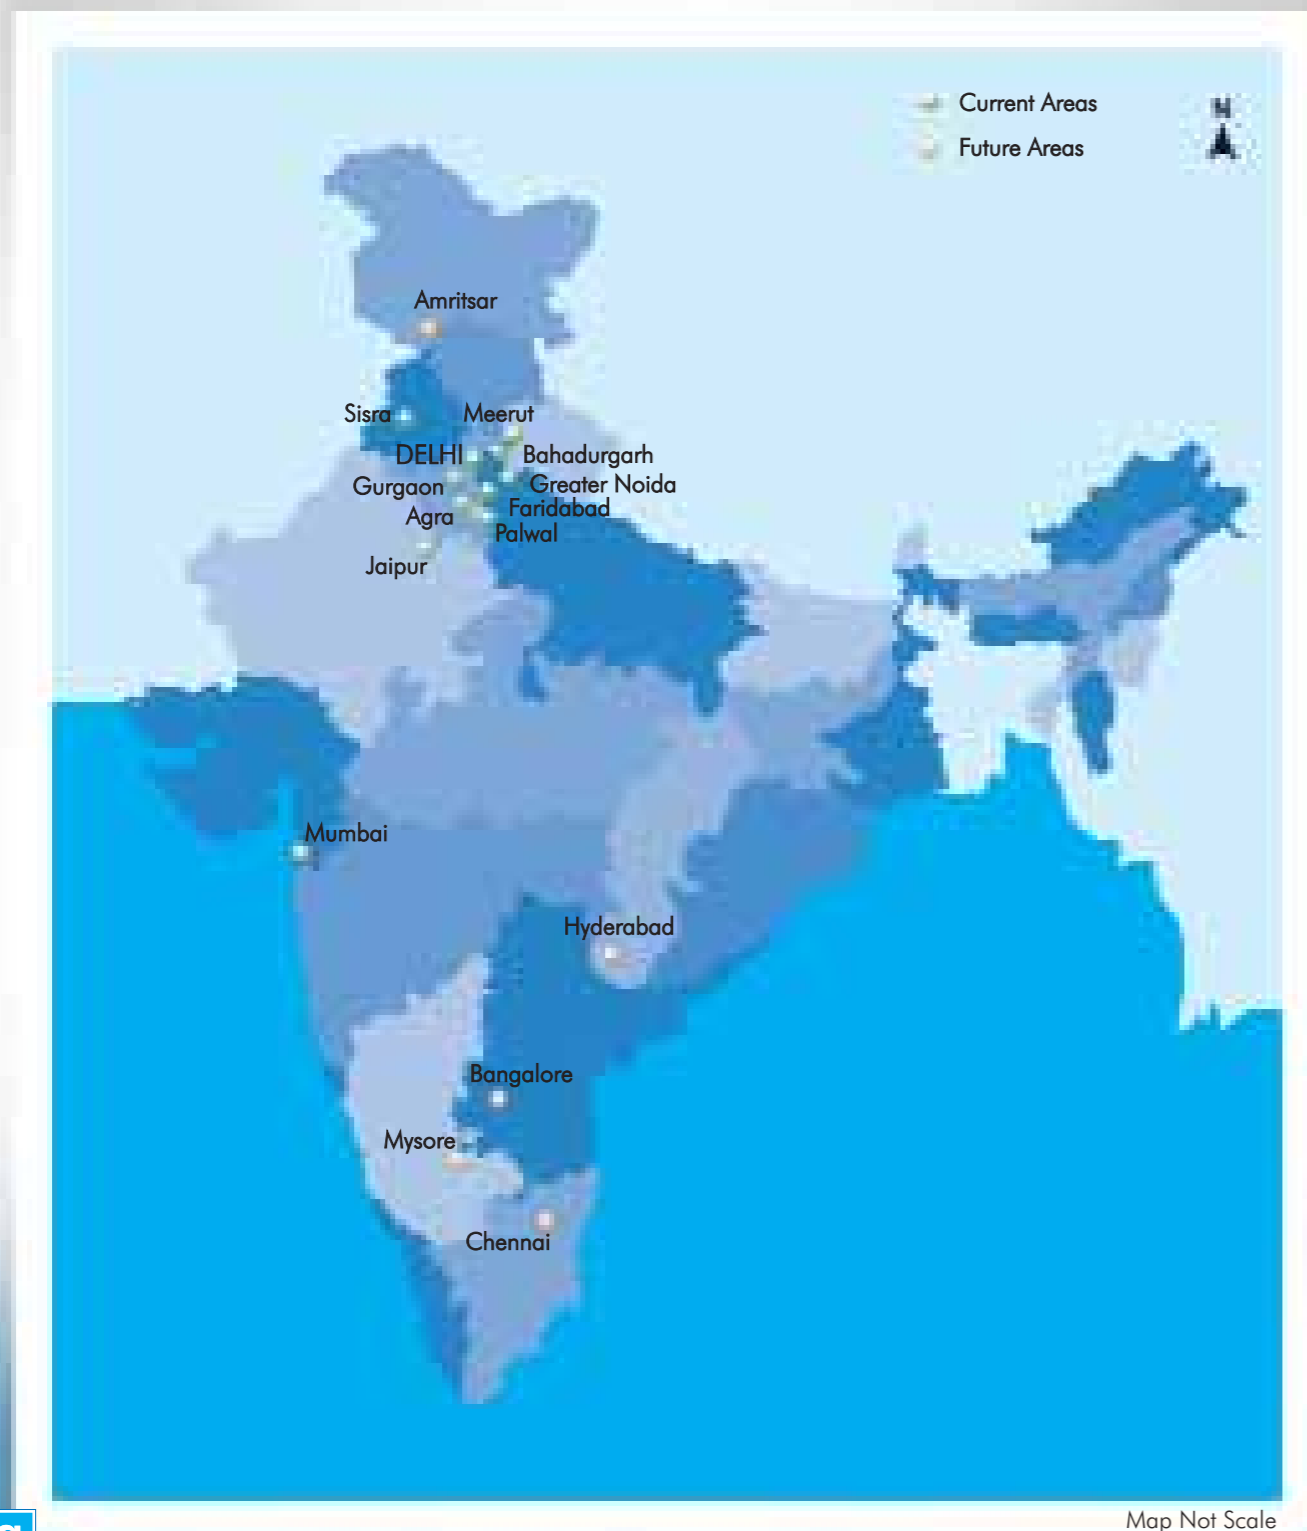 Current Areas
N
Future Areas
Amritsar
Sisra
Meerut
DELHI
Bahadurgarh
Gurgaon
Greater Noida
Agra
Faridabad
Palwal
Jaipur
Mumbai
Hyderabad
Bangalore
Mysore
Chennai
Map Not Scale